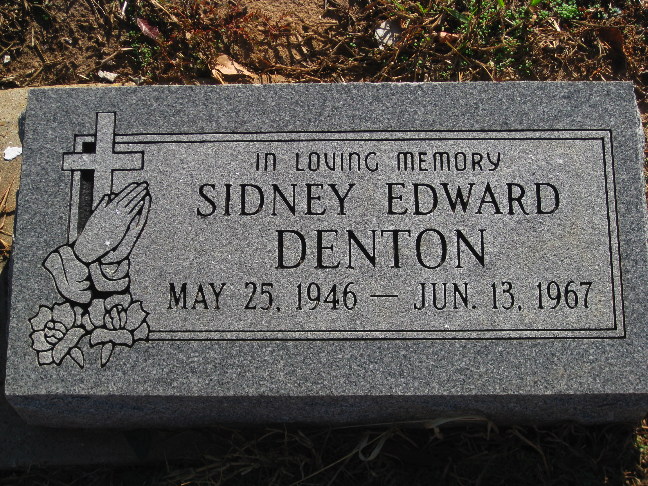 IN LOVING MEMORY
SIDNEY EDWARD
DENTON
MAY 25, 1946 — JUN. 13, 1967